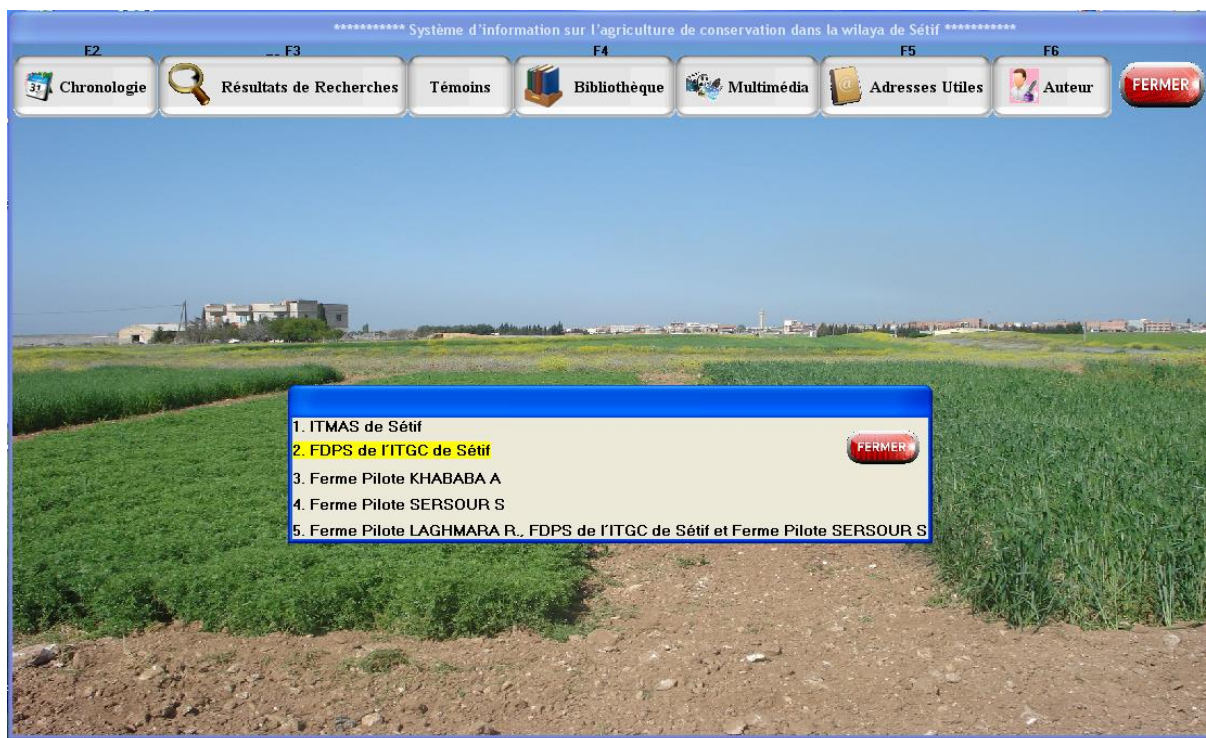 *********** Système d'information sur l'agriculture de conservation dans la wilaya de Sétif ***********
F2 __ F3 F4 F5 F6
Chronologie Résultats de Recherches Témoins Bibliothèque Multimédia Adresses Utiles Auteur FERMER
1. ITMAS de Sétif
2. FDPS de l'ITGC de Sétif
FERMER
3. Ferme Pilote KHABABA A
4. Ferme Pilote SERSOUR S
5. Ferme Pilote LAGHMARA R., FDPS de l'ITGC de Sétif et Ferme Pilote SERSOUR S